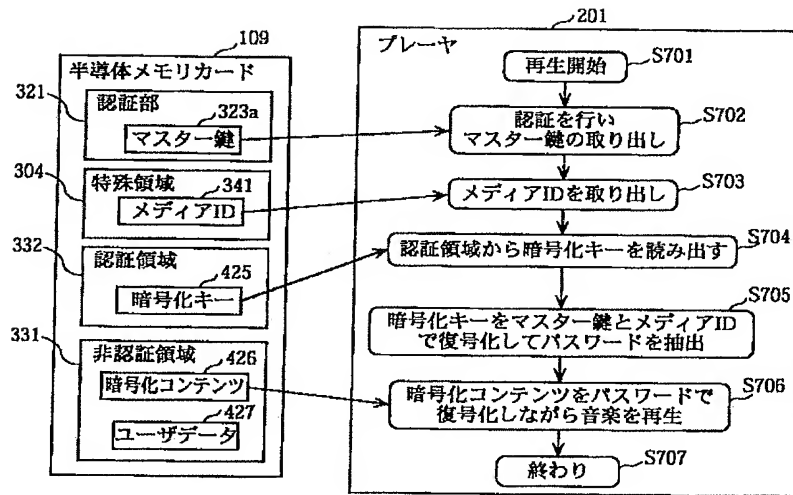 109
半導体メモリカード
321
認証部
323a
マスター鍵
304
特殊領域
341
メディアID
332
認証領域
425
暗号化キー
331
非認証領域
426
暗号化コンテンツ
427
ユーザデータ
201
プレーヤ
再生開始
S701
認証を行い
マスター鍵の取り出し
S702
メディアIDを取り出し
S703
認証領域から暗号化キーを読み出す
S704
暗号化キーをマスター鍵とメディアID
で復号化してパスワードを抽出
S705
暗号化コンテンツをパスワードで
復号化しながら音楽を再生
S706
終わり
S707